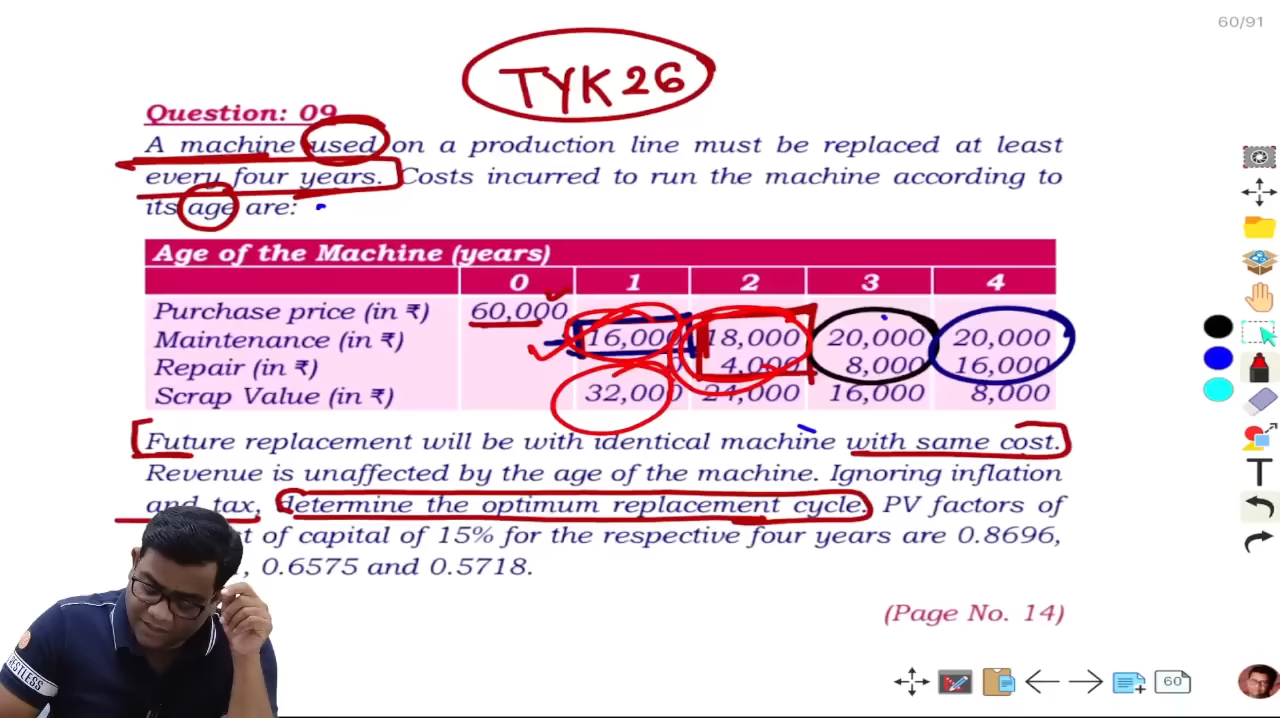 60/91
TYK 26
Question: 09
A machine used on a production line must be replaced at least
every four years. Costs incurred to run the machine according to
its age are:
Age of the Machine (years)
0 1 2 3 4
Purchase price (in ₹) 60,000
Maintenance (in ₹) 16,000 18,000 20,000 20,000
Repair (in ₹) 4,000 8,000 16,000
Scrap Value (in ₹) 32,000 24,000 16,000 8,000
Future replacement will be with identical machine with same cost.
Revenue is unaffected by the age of the machine. Ignoring inflation
and tax, determine the optimum replacement cycle. PV factors of
of capital of 15% for the respective four years are 0.8696,
, 0.6575 and 0.5718.
(Page No. 14)
RESTLESS
T
60